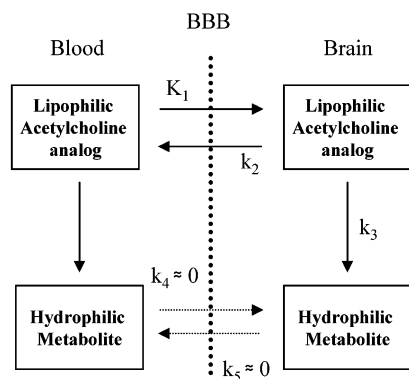 BBB
Blood
Brain
Lipophilic
Acetylcholine
analog
K1
k2
Lipophilic
Acetylcholine
analog
k3
k4 ≈ 0
Hydrophilic
Metabolite
Hydrophilic
Metabolite
k5 ≈ 0